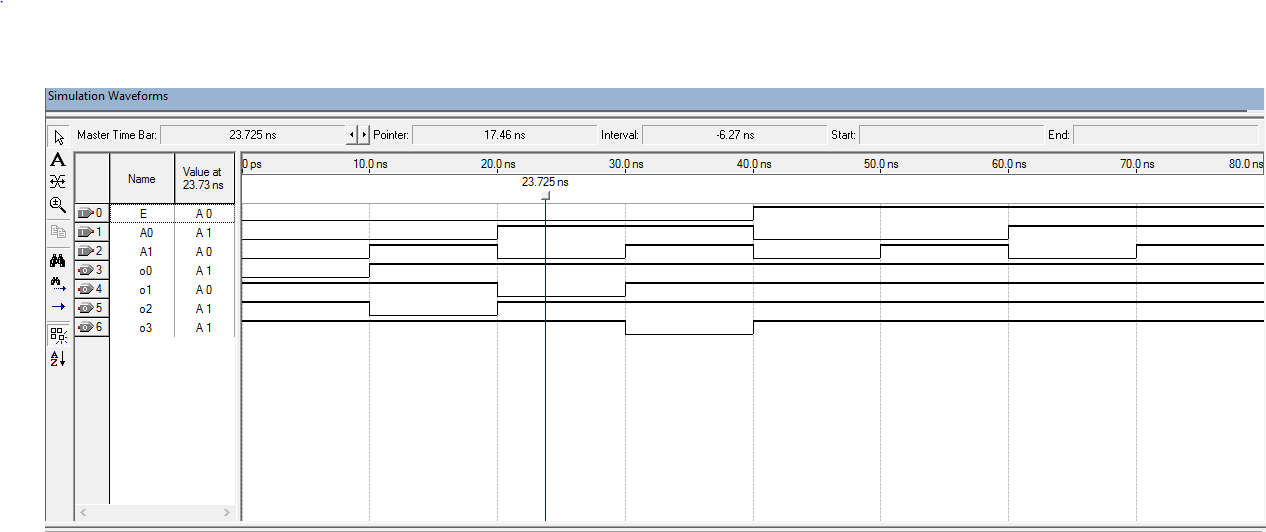 Simulation Waveforms
Master Time Bar: 23.725 ns Pointer: 17.46 ns Interval: -6.27 ns Start: End:
0 ps 10.0 ns 20.0 ns 30.0 ns 40.0 ns 50.0 ns 60.0 ns 70.0 ns 80.0 ns
Name Value at 23.73 ns
23.725 ns
0 E A 0
1 A0 A 1
2 A1 A 0
3 o0 A 1
4 o1 A 0
5 o2 A 1
6 o3 A 1